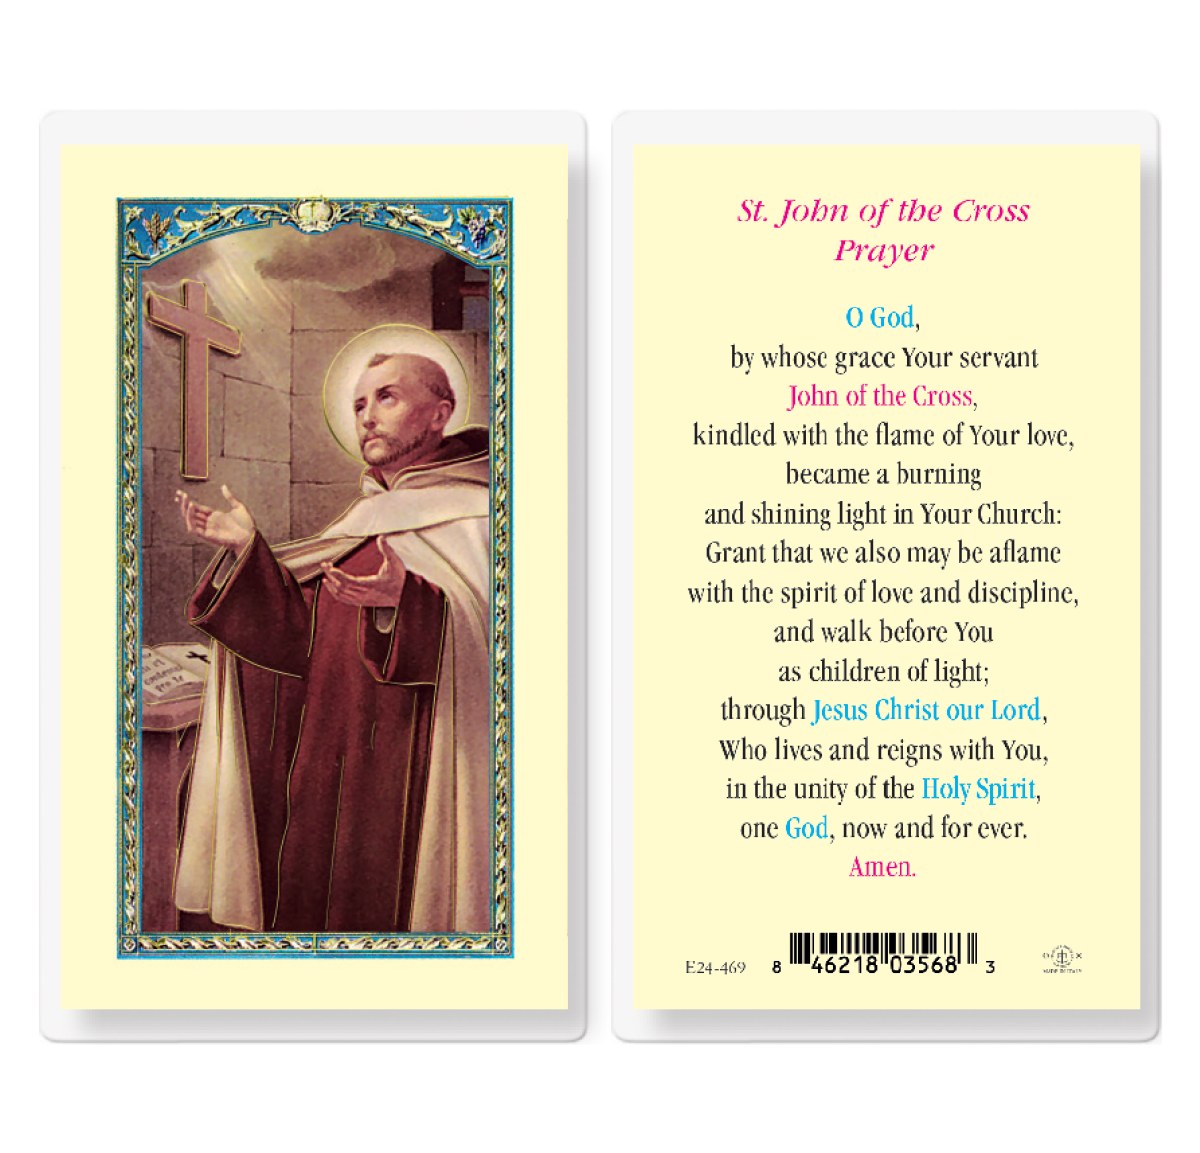 St. John of the Cross
Prayer
O God,
by whose grace Your servant
John of the Cross,
kindled with the flame of Your love,
became a burning
and shining light in Your Church:
Grant that we also may be aflame
with the spirit of love and discipline,
and walk before You
as children of light;
through Jesus Christ our Lord,
Who lives and reigns with You,
in the unity of the Holy Spirit,
one God, now and for ever.
Amen.
E24-469
8 46218 03568 3
MADE IN ITALY